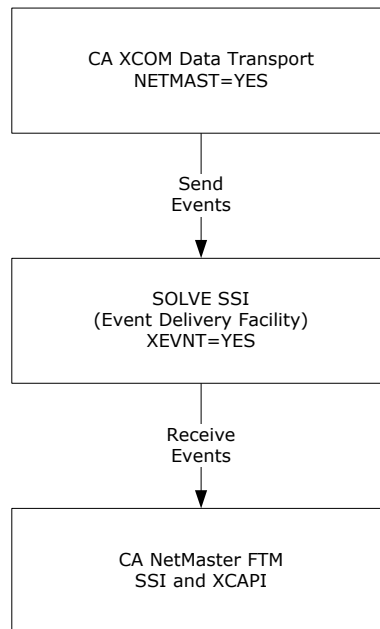 CA XCOM Data Transport
NETMAST=YES
Send
Events
SOLVE SSI
(Event Delivery Facility)
XEVNT=YES
Receive
Events
CA NetMaster FTM
SSI and XCAPI